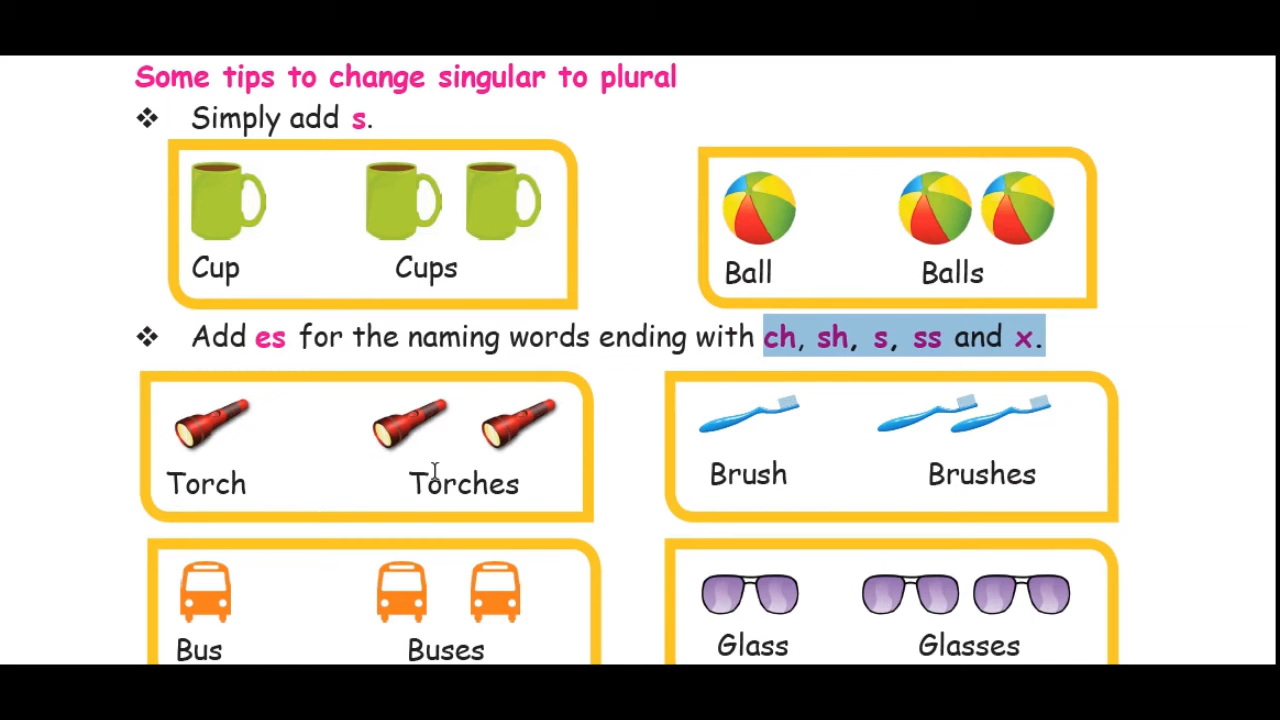 Some tips to change singular to plural
❖ Simply add s.
Cup Cups
Ball Balls
❖ Add es for the naming words ending with ch, sh, s, ss and x.
Torch Torches
Brush Brushes
Bus Buses
Glass Glasses